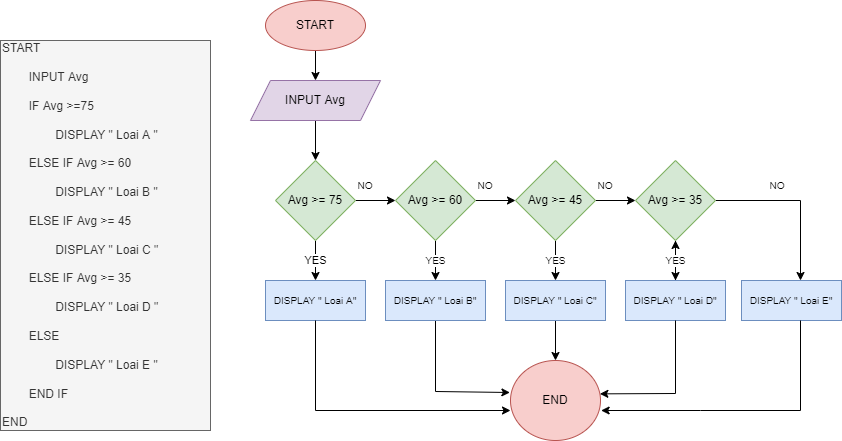 START
INPUT Avg
IF Avg >=75
DISPLAY " Loai A "
ELSE IF Avg >= 60
DISPLAY " Loai B "
ELSE IF Avg >= 45
DISPLAY " Loai C "
ELSE IF Avg >= 35
DISPLAY " Loai D "
ELSE
DISPLAY " Loai E "
END IF
END
START
INPUT Avg
Avg >= 75
NO
Avg >= 60
NO
Avg >= 45
NO
Avg >= 35
NO
YES
YES
YES
YES
DISPLAY " Loai A"
DISPLAY " Loai B"
DISPLAY " Loai C"
DISPLAY " Loai D"
DISPLAY " Loai E"
END